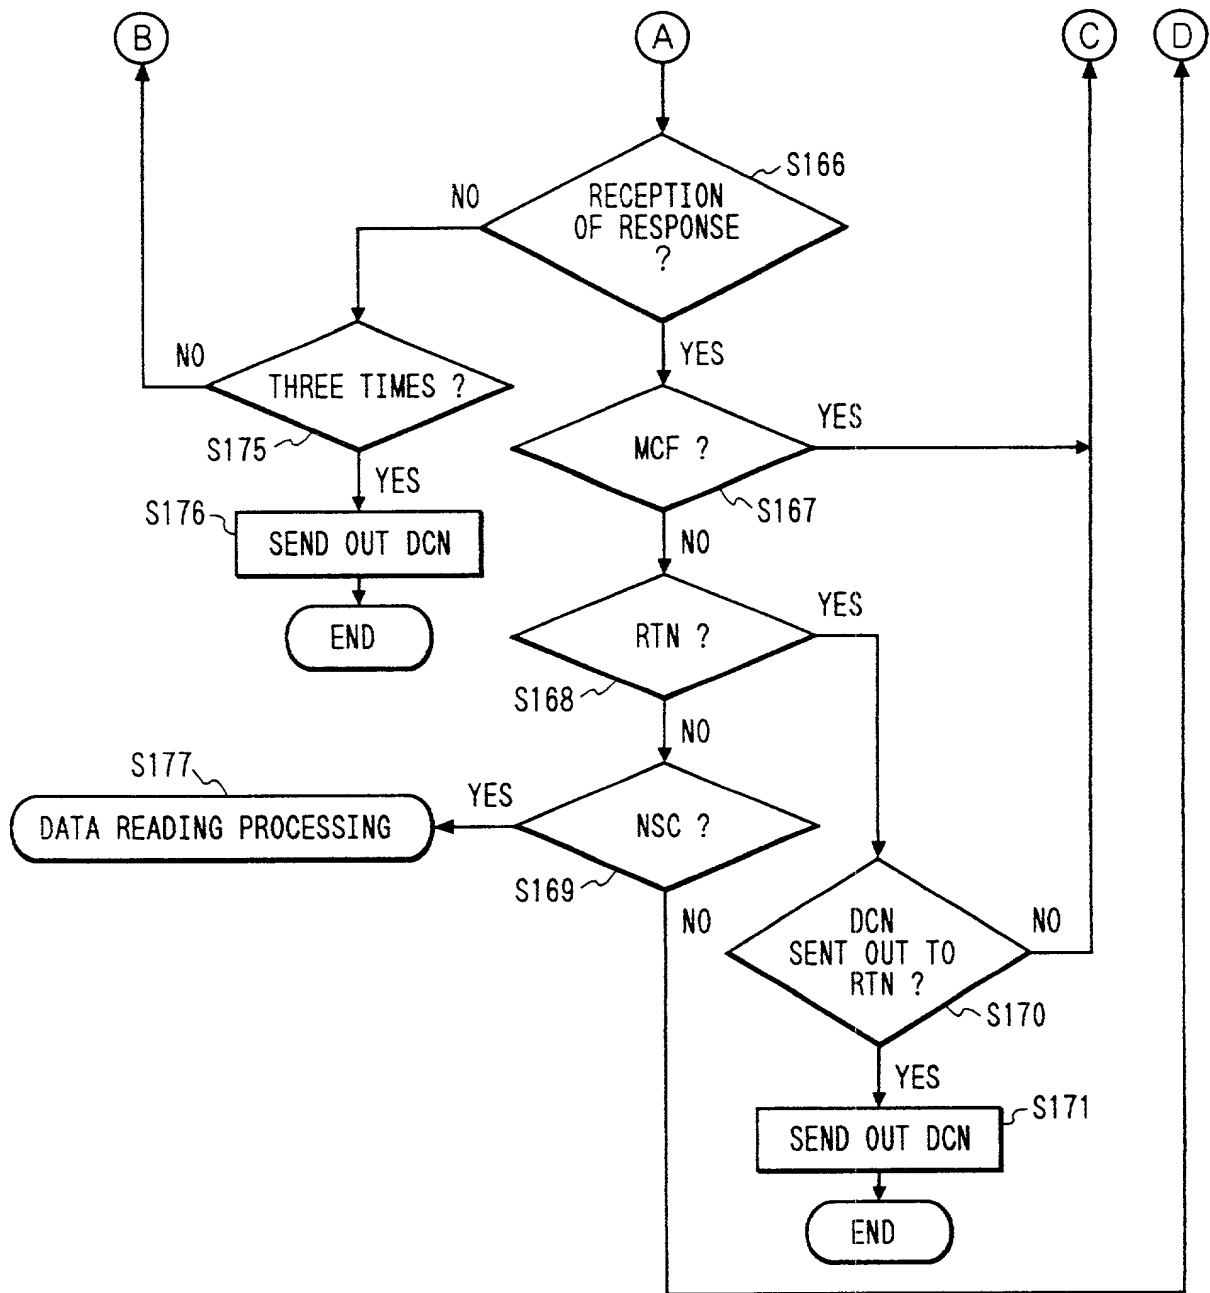 B
A
C
D
S166
NO
RECEPTION
OF RESPONSE
?
YES
NO
THREE TIMES ?
S175
YES
MCF ?
YES
S167
S176
SEND OUT DCN
NO
END
RTN ?
YES
S168
NO
S177
YES
DATA READING PROCESSING
NSC ?
S169
NO
DCN
SENT OUT TO
RTN ?
NO
S170
YES
S171
SEND OUT DCN
END